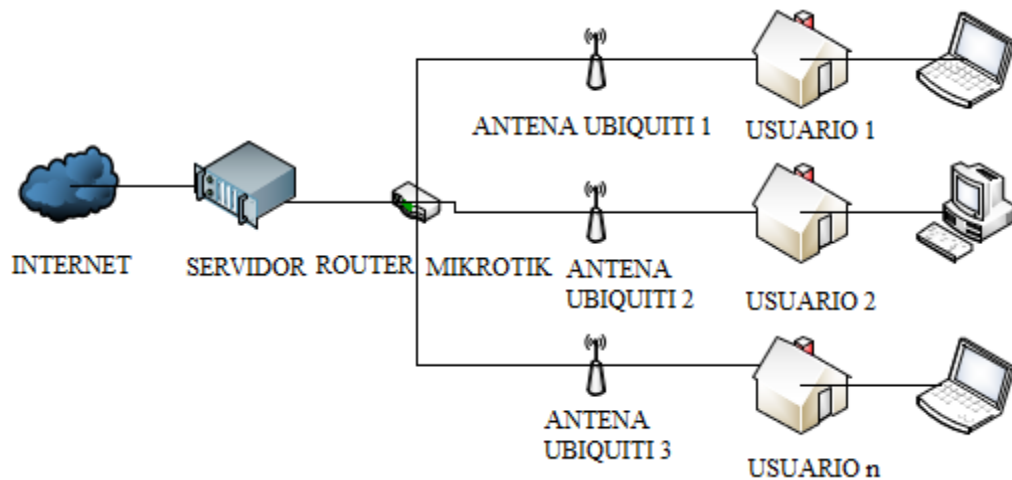 ANTENA UBIQUITI 1
USUARIO 1
INTERNET
SERVIDOR
ROUTER
MIKROTIK
ANTENA
UBIQUITI 2
USUARIO 2
ANTENA
UBIQUITI 3
USUARIO n